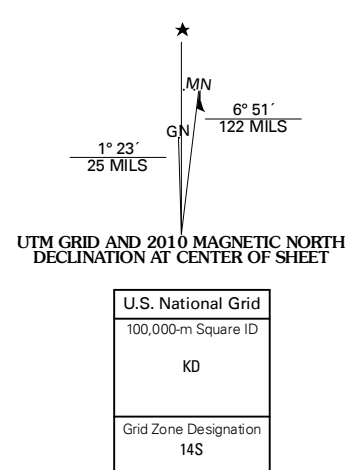 ★
MN
6° 51´
122 MILS
GN
1° 23´
25 MILS
UTM GRID AND 2010 MAGNETIC NORTH
DECLINATION AT CENTER OF SHEET
U.S. National Grid
100,000-m Square ID
KD
Grid Zone Designation
14S